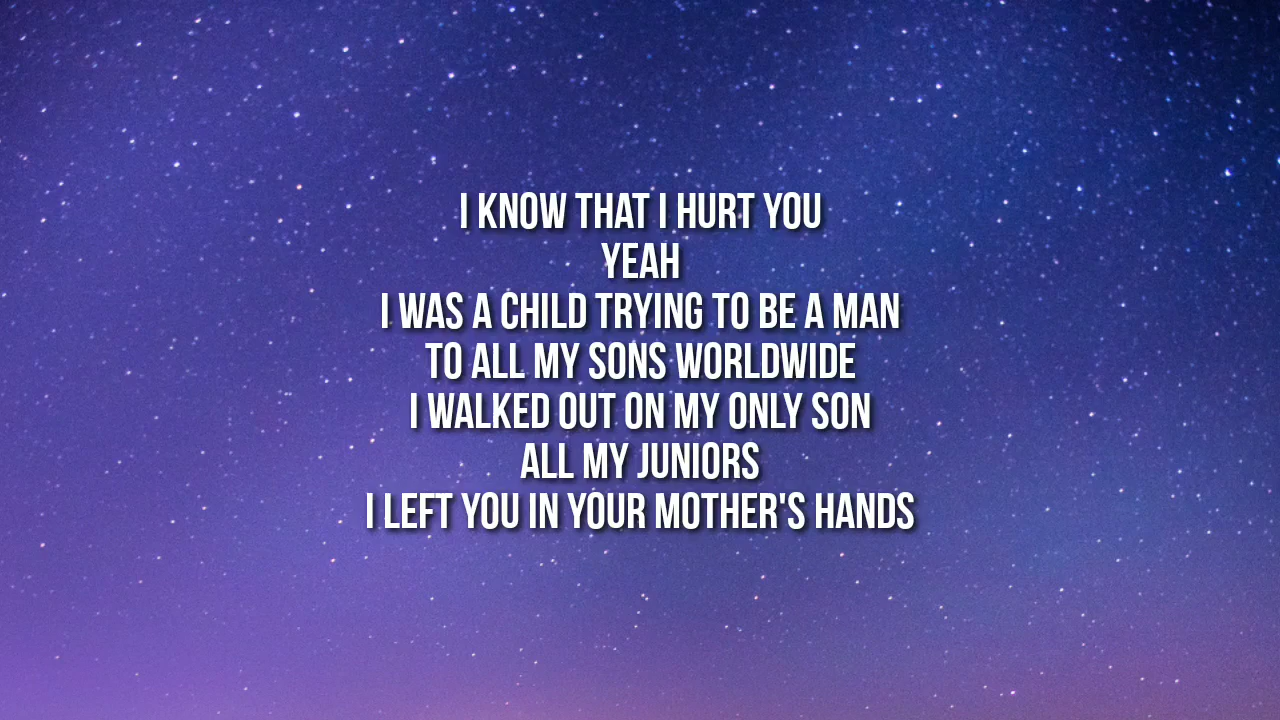 I KNOW THAT I HURT YOU
YEAH
I WAS A CHILD TRYING TO BE A MAN
TO ALL MY SONS WORLDWIDE
I WALKED OUT ON MY ONLY SON
ALL MY JUNIORS
I LEFT YOU IN YOUR MOTHER'S HANDS